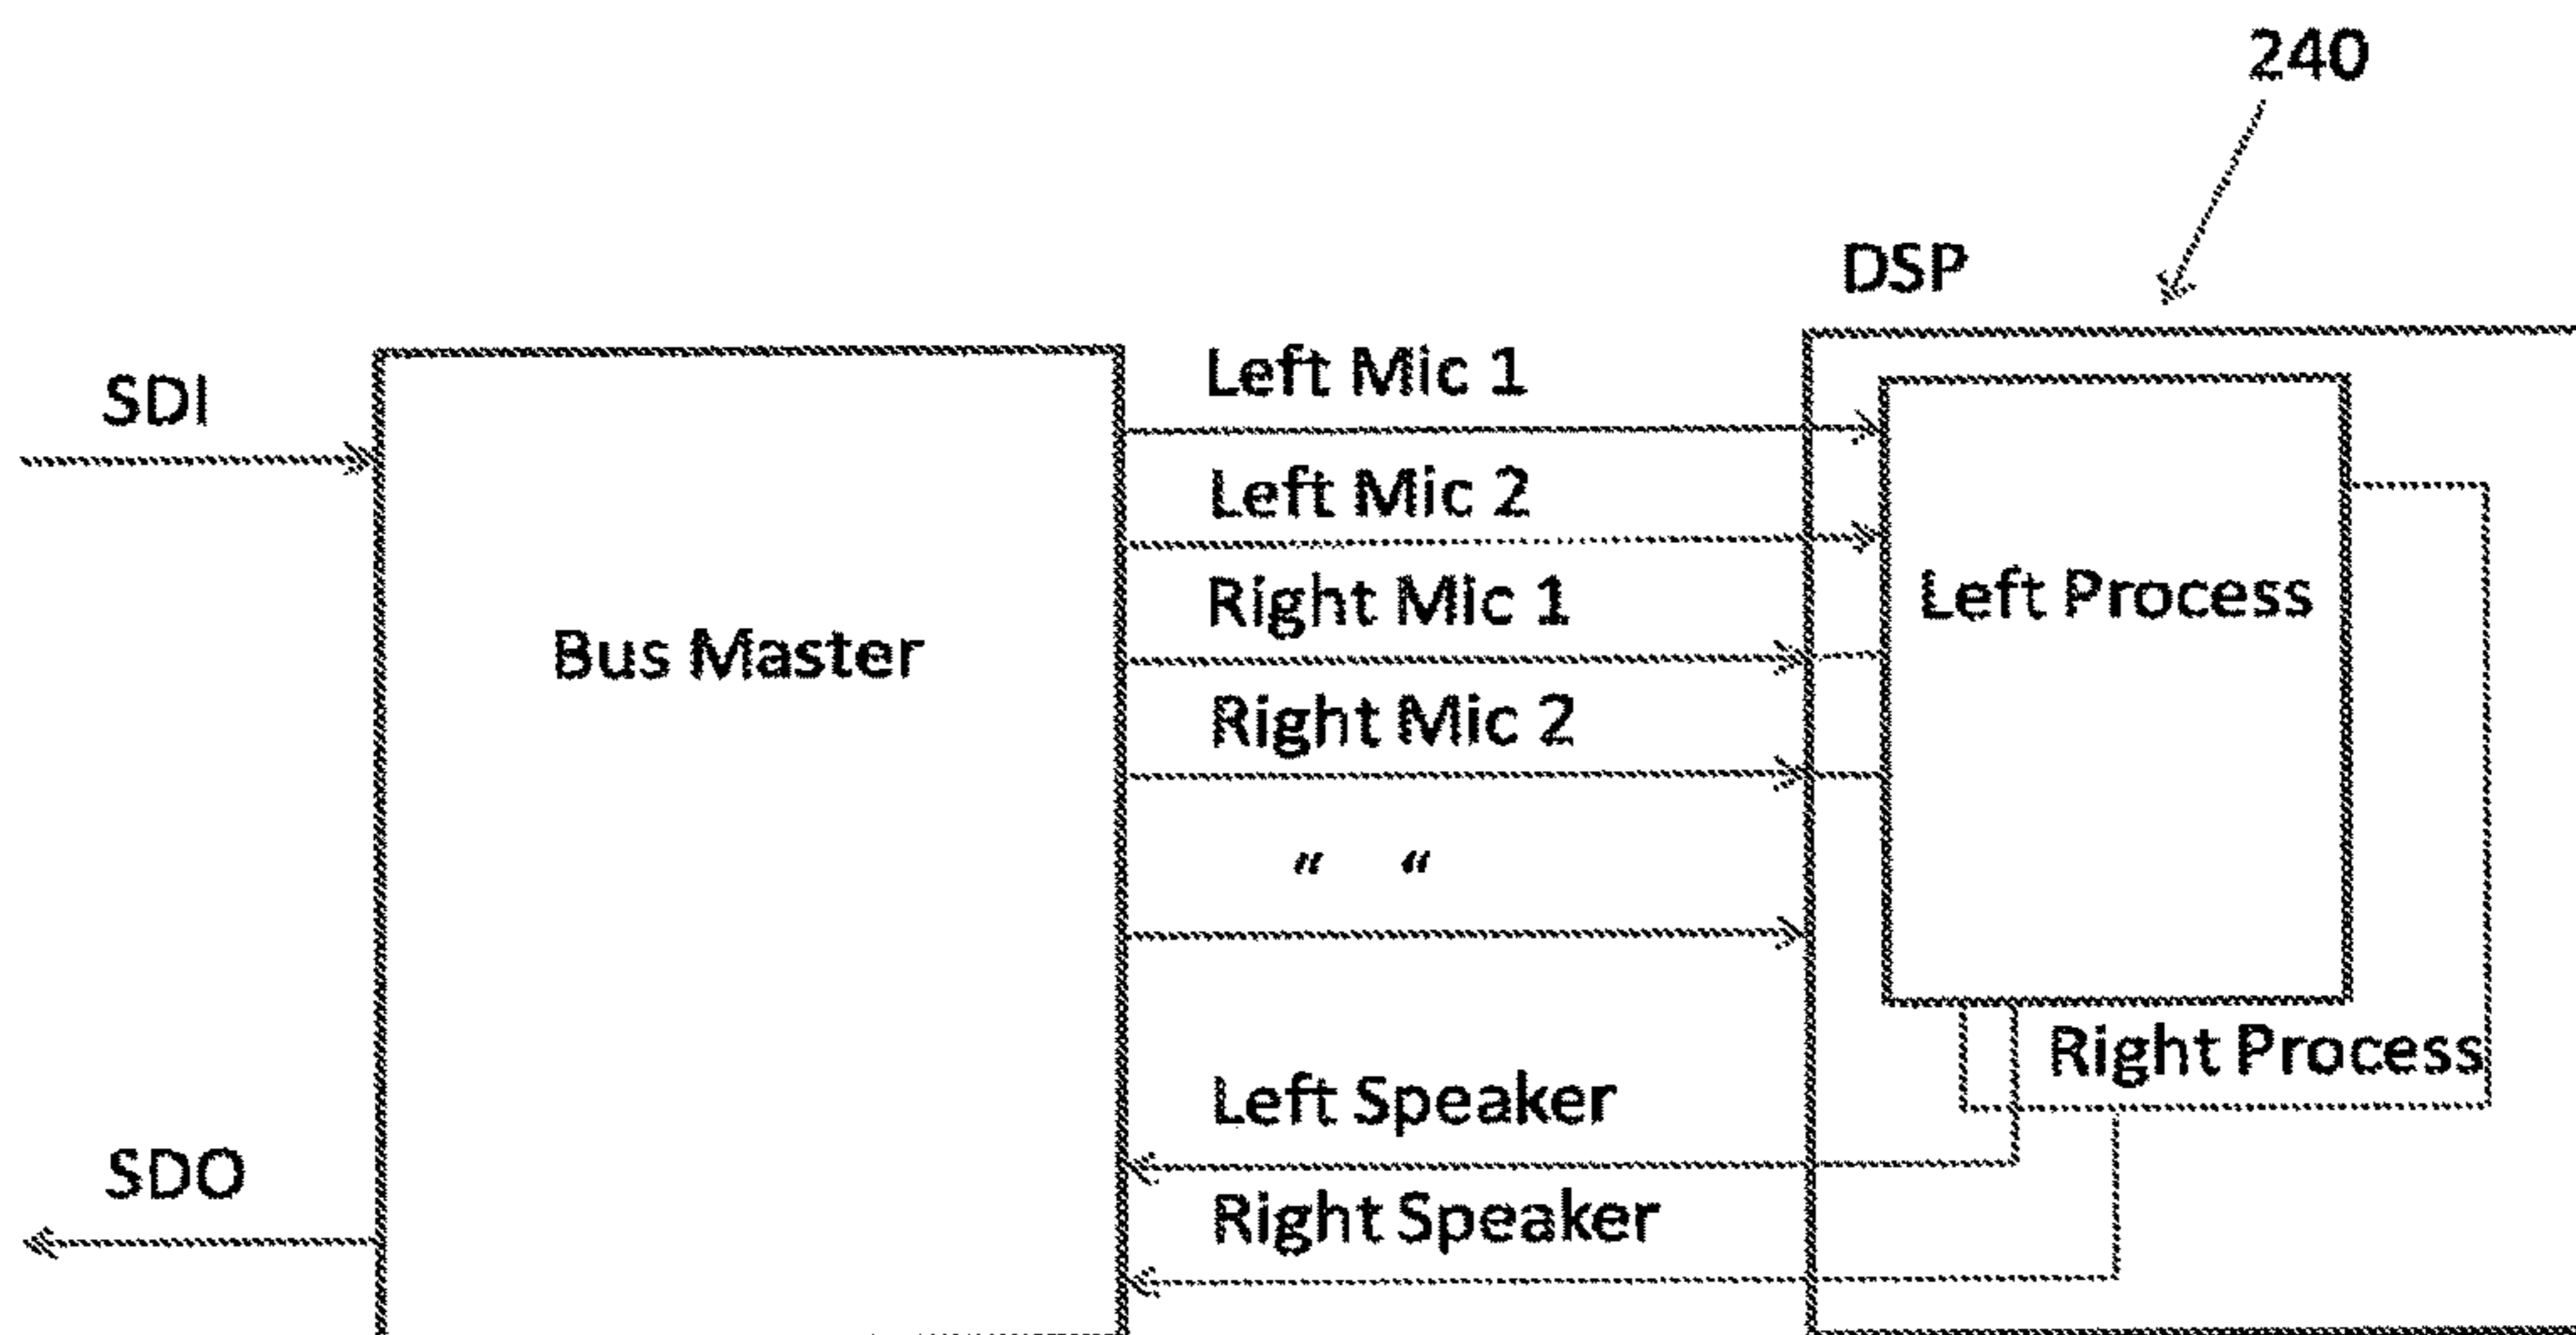 240
DSP
SDI
Left Mic 1
Left Mic 2
Right Mic 1
Right Mic 2
" "
Bus Master
Left Process
Right Process
Left Speaker
Right Speaker
SDO